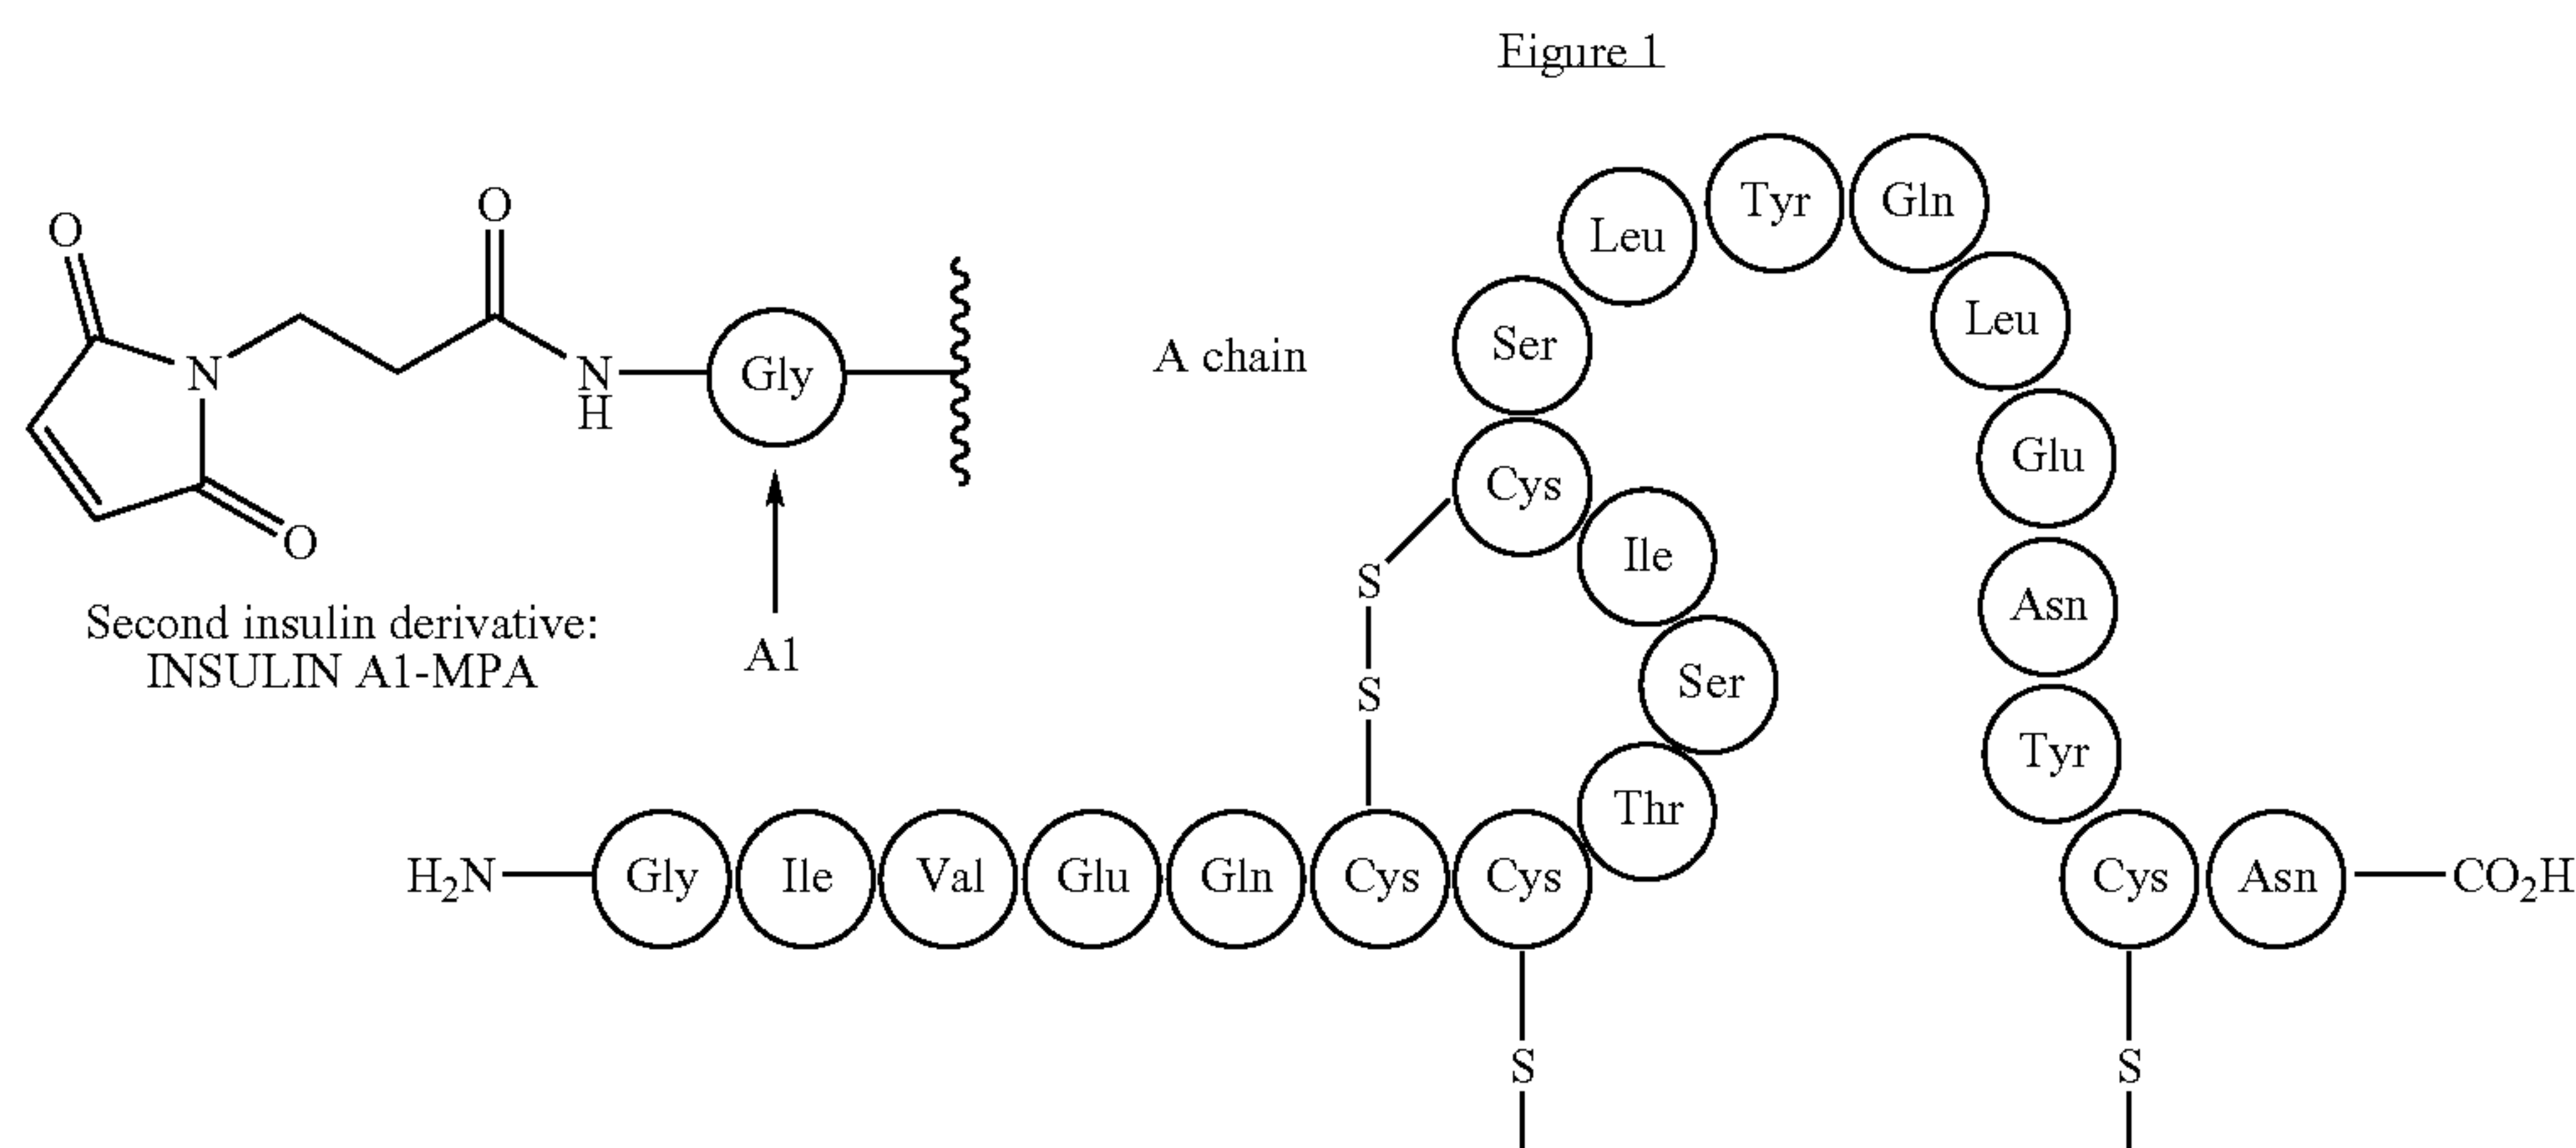 Figure 1
O
O
N
N
H
Gly
O
A1
Second insulin derivative:
INSULIN A1-MPA
A chain
Leu
Tyr
Gln
Ser
Leu
Cys
Glu
Ile
S
Asn
Ser
S
Tyr
Thr
H₂N
Gly
Ile
Val
Glu
Gln
Cys
Cys
Cys
Asn
CO₂H
S
S